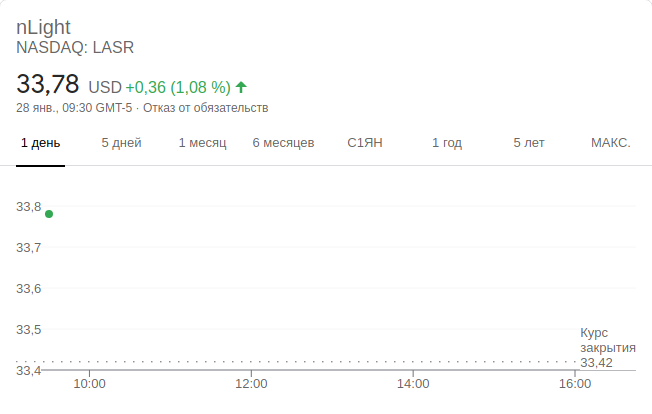 nLight
NASDAQ: LASR
33,78 USD +0,36 (1,08 %)
28 янв., 09:30 GMT-5 · Отказ от обязательств
1 день 5 дней 1 месяц 6 месяцев С1ЯН 1 год 5 лет МАКС.
33,8
33,7
33,6
33,5
33,4
Курс
закрытия
33,42
10:00 12:00 14:00 16:00